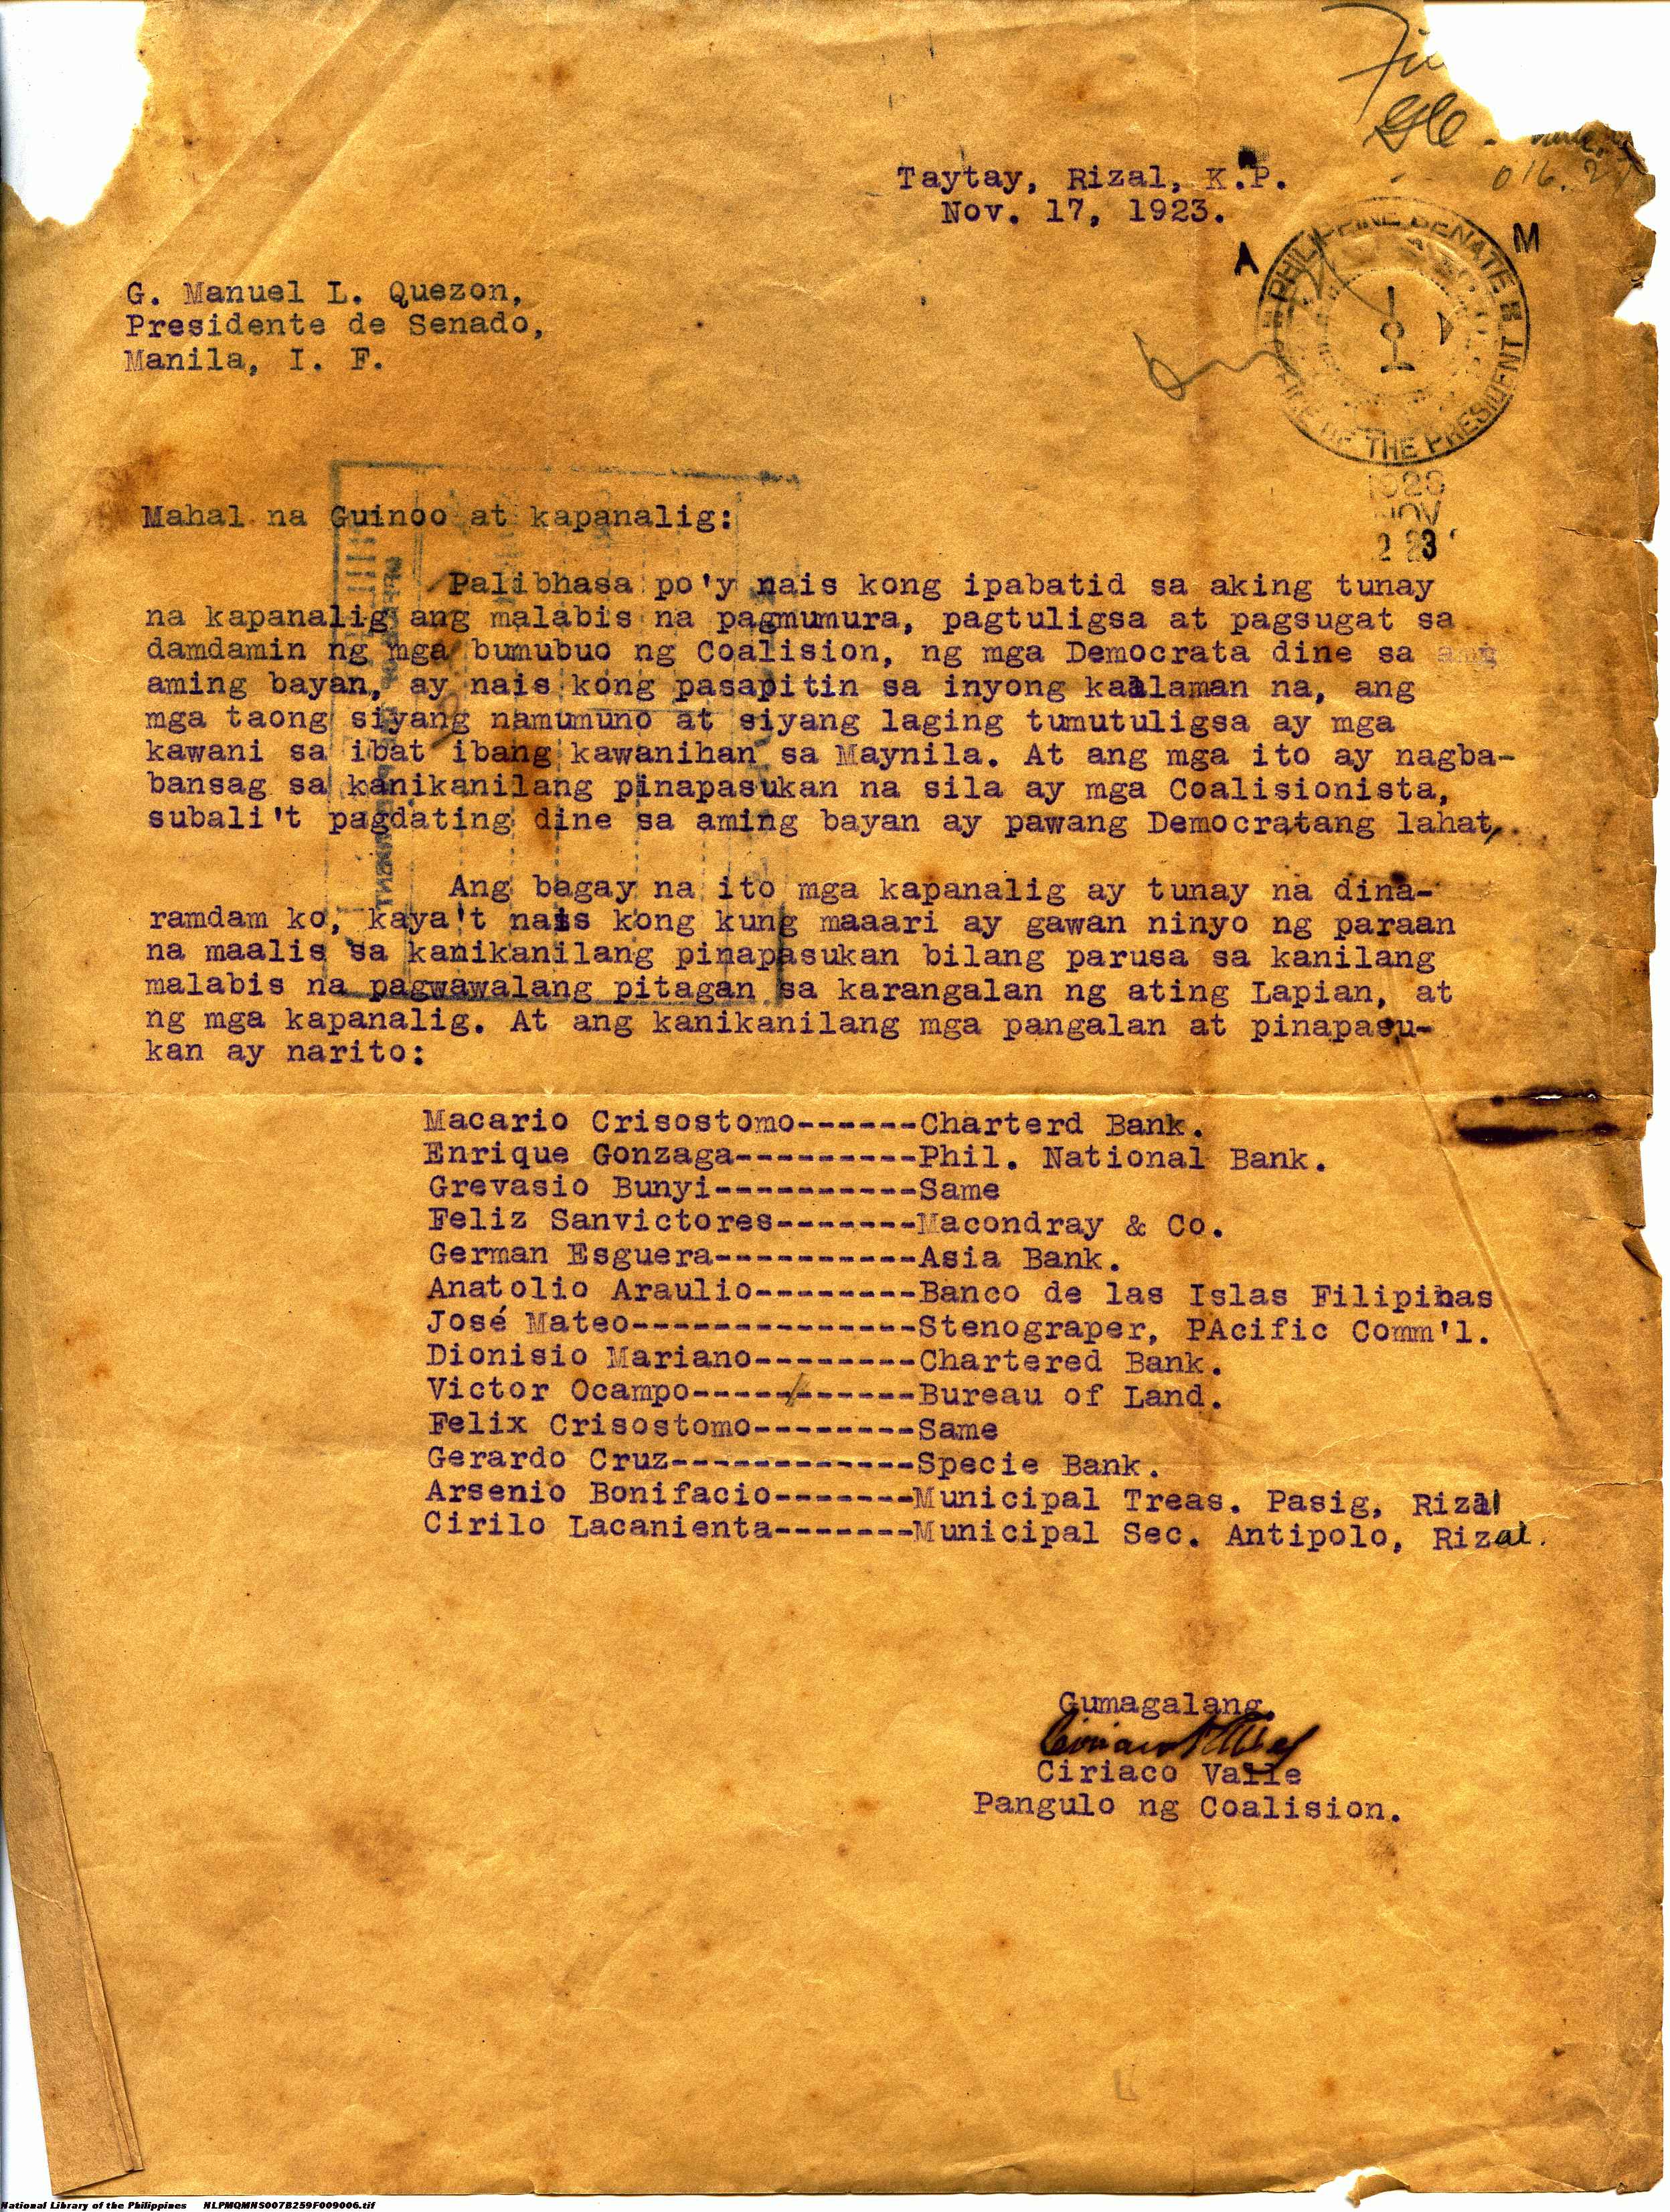 Taytay, Rizal, K.P.
Nov. 17, 1923.
A M
PHILIPPINE SENATE
OFFICE OF THE PRESIDENT
G. Manuel L. Quezon,
Presidente de Senado,
Manila, I. F.
NOV
Mahal na Guinoo at kapanalig:
Palibhasa po'y nais kong ipabatid sa aking tunay
na kapanalig ang malabis na pagmumura, pagtuligsa at pagsugat sa
damdamin ng mga bumubuo ng Coalision, ng mga Democrata dine sa ang
aming bayan, ay nais kong pasapitin sa inyong kaalaman na, ang
mga taong siyang namumuno at siyang laging tumutuligsa ay mga
kawani sa ibat ibang kawanihan sa Maynila. At ang mga ito ay nagba-
bansag sa kanikanilang pinapasukan na sila ay mga Coalisionista,
subali't pagdating dine sa aming bayan ay pawang Democratang lahat,
Ang bagay na ito mga kapanalig ay tunay na dina-
ramdam ko, kaya't nais kong kung maaari ay gawan ninyo ng paraan
na maalis sa kanikanilang pinapasukan bilang parusa sa kanilang
malabis na pagwawalang pitagan sa karangalan ng ating Lapian, at
ng mga kapanalig. At ang kanikanilang mga pangalan at pinapasu-
kan ay narito:
Macario Crisostomo------Charterd Bank.
Enrique Gonzaga---------Phil. National Bank.
Grevasio Bunyi----------Same
Feliz Sanvictores-------Macondray & Co.
German Esguera----------Asia Bank.
Anatolio Araulio--------Banco de las Islas Filipinas
José Mateo--------------Stenograper, PAcific Comm'l.
Dionisio Mariano--------Chartered Bank.
Victor Ocampo-----------Bureau of Land.
Felix Crisostomo--------Same
Gerardo Cruz------------Specie Bank.
Arsenio Bonifacio-------Municipal Treas. Pasig, Rizal
Cirilo Lacanienta-------Municipal Sec. Antipolo, Rizal.
Gumagalang,
Ciriaco Valle
Pangulo ng Coalision.
National Library of the Philippines NLPMQMNS007B259F009006.tif